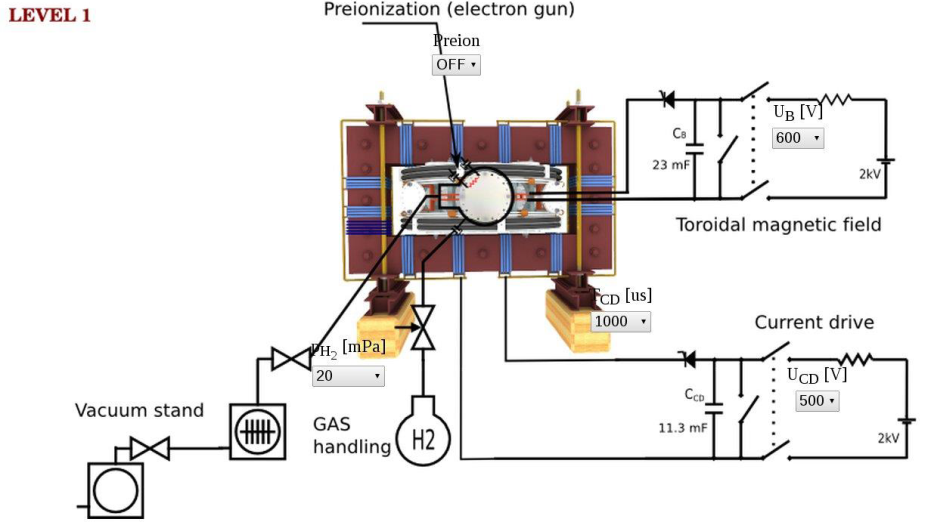 LEVEL 1
Preionization (electron gun)
Preion
OFF
U_B [V]
600
C_B
23 mF
2kV
Toroidal magnetic field
T_CD [us]
1000
Current drive
p_H₂ [mPa]
20
U_CD [V]
500
C_CD
11.3 mF
2kV
Vacuum stand
GAS
handling
H2